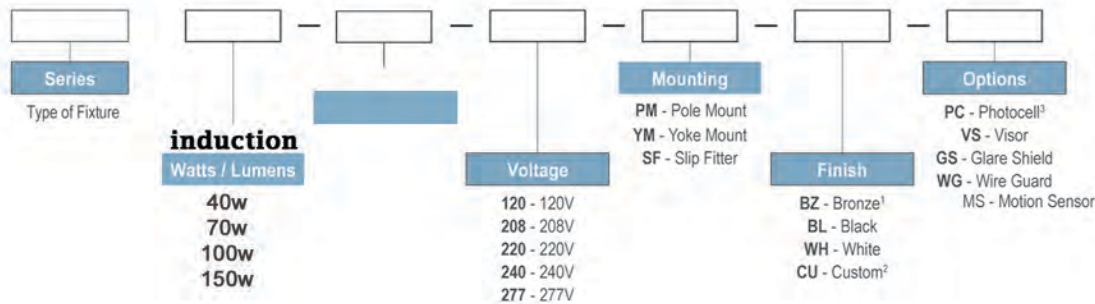 Series
Type of Fixture
induction
Watts / Lumens
40w
70w
100w
150w
Voltage
120 - 120V
208 - 208V
220 - 220V
240 - 240V
277 - 277V
Mounting
PM - Pole Mount
YM - Yoke Mount
SF - Slip Fitter
Finish
BZ - Bronze¹
BL - Black
WH - White
CU - Custom²
Options
PC - Photocell³
VS - Visor
GS - Glare Shield
WG - Wire Guard
MS - Motion Sensor